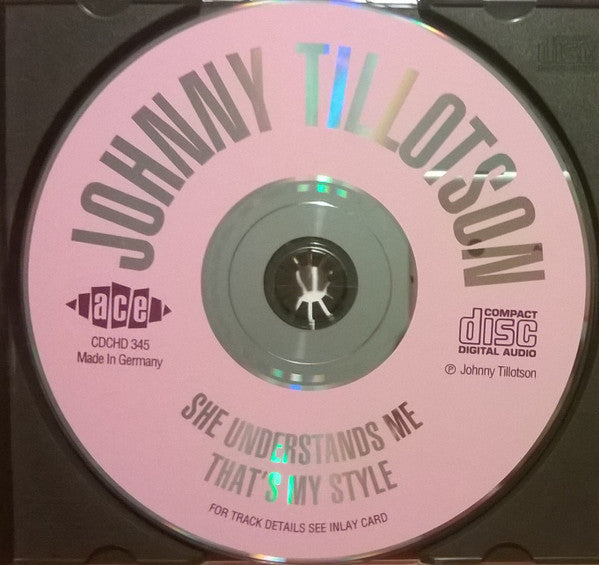 JOHNNY TILLOTSON
ace
CDCHD 345
Made In Germany
COMPACT
disc
DIGITAL AUDIO
℗ Johnny Tillotson
SHE UNDERSTANDS ME
THAT'S MY STYLE
FOR TRACK DETAILS SEE INLAY CARD